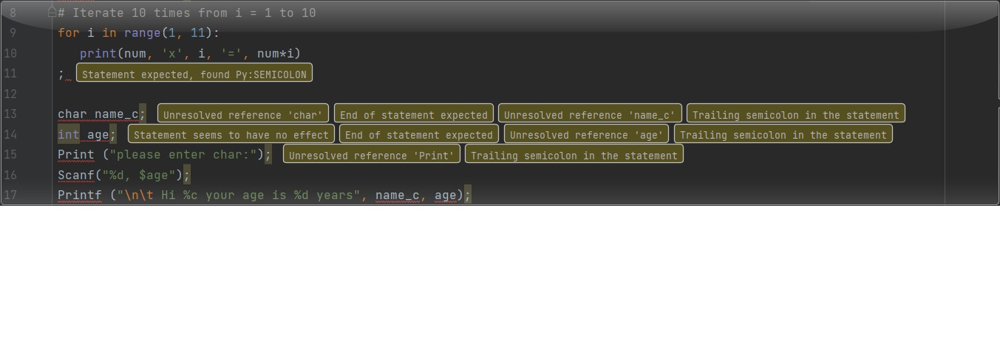 8 # Iterate 10 times from i = 1 to 10
9 for i in range(1, 11):
10 print(num, 'x', i, '=', num*i)
11 ; Statement expected, found Py:SEMICOLON
12
13 char name_c; Unresolved reference 'char' End of statement expected Unresolved reference 'name_c' Trailing semicolon in the statement
14 int age; Statement seems to have no effect End of statement expected Unresolved reference 'age' Trailing semicolon in the statement
15 Print ("please enter char:"); Unresolved reference 'Print' Trailing semicolon in the statement
16 Scanf("%d, $age");
17 Printf ("\n\t Hi %c your age is %d years", name_c, age);